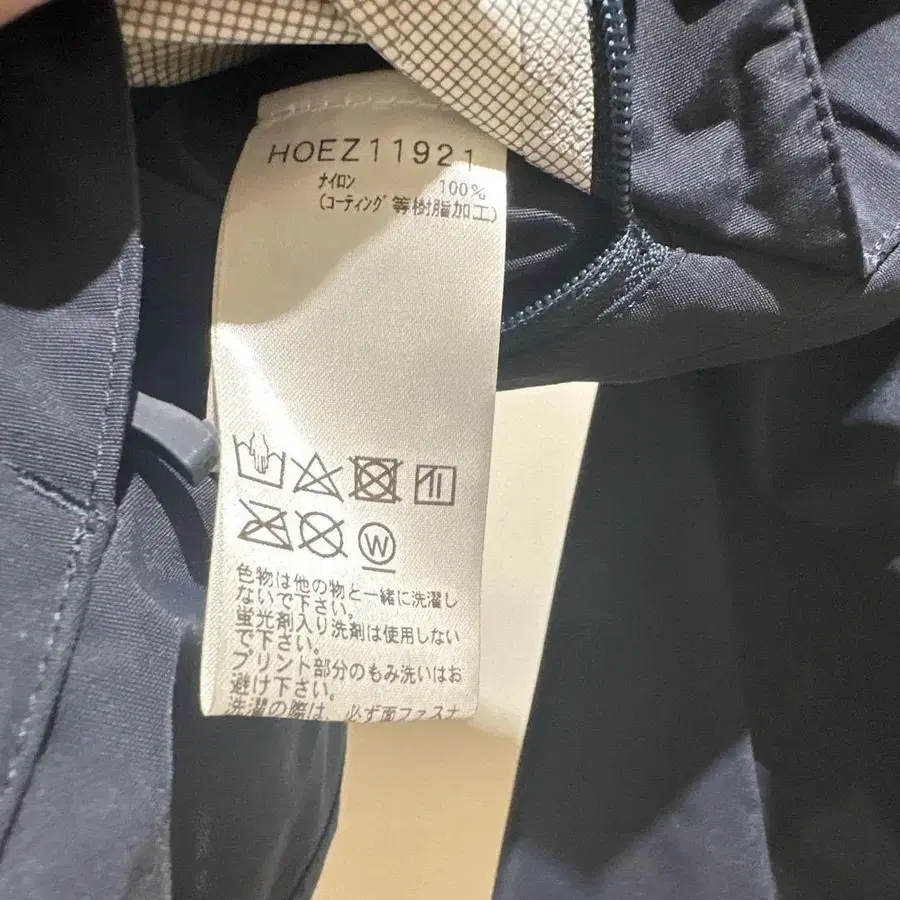 HOEZ11921
ﾅｲﾛﾝ 100%
(ｺｰﾃｨﾝｸﾞ等樹脂加工)
W
色物は他の物と一緒に洗濯し
ないで下さい。
蛍光剤入り洗剤は使用しない
で下さい。
プリント部分のもみ洗いはお
避け下さい。
洗濯の際は、必ず面ファスナ